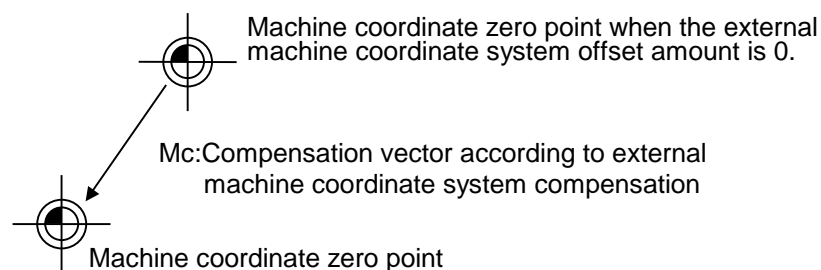 Machine coordinate zero point when the external
machine coordinate system offset amount is 0.
Mc:Compensation vector according to external
machine coordinate system compensation
Machine coordinate zero point